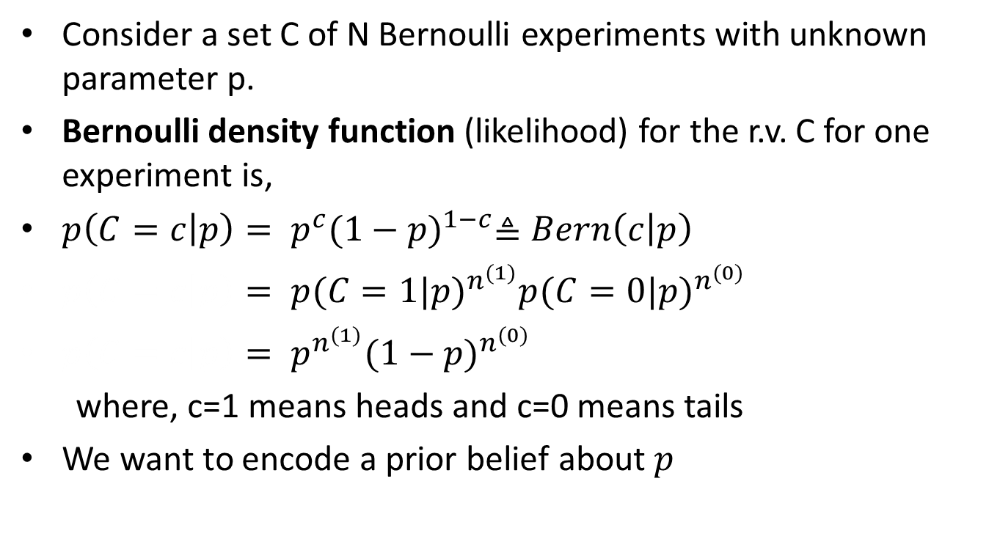 • Consider a set C of N Bernoulli experiments with unknown
parameter p.
• Bernoulli density function (likelihood) for the r.v. C for one
experiment is,
• p(C = c|p) = p^c(1 − p)^{1−c} ≜ Bern(c|p)
= p(C = 1|p)^{n^{(1)}} p(C = 0|p)^{n^{(0)}}
= p^{n^{(1)}} (1 − p)^{n^{(0)}}
where, c=1 means heads and c=0 means tails
• We want to encode a prior belief about p